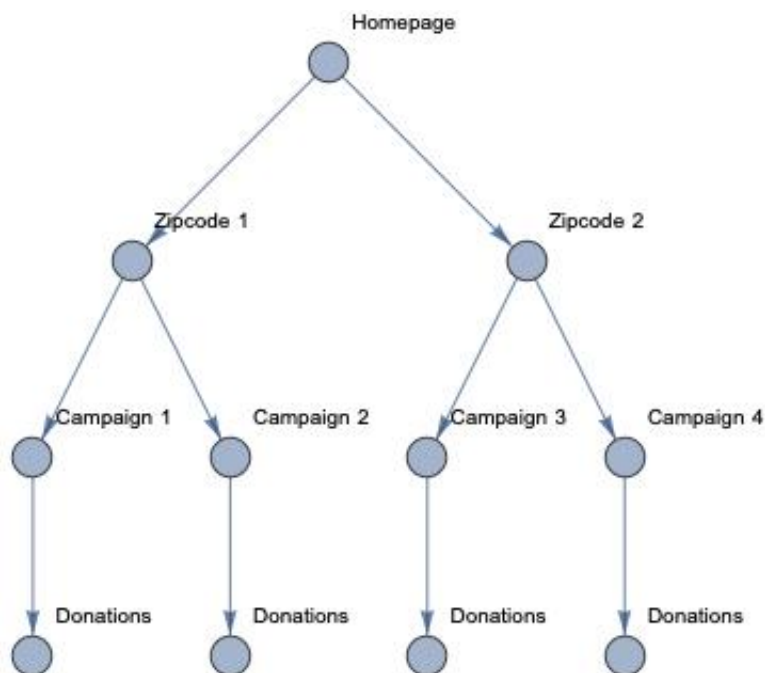 Homepage
Zipcode 1
Zipcode 2
Campaign 1
Campaign 2
Campaign 3
Campaign 4
Donations
Donations
Donations
Donations